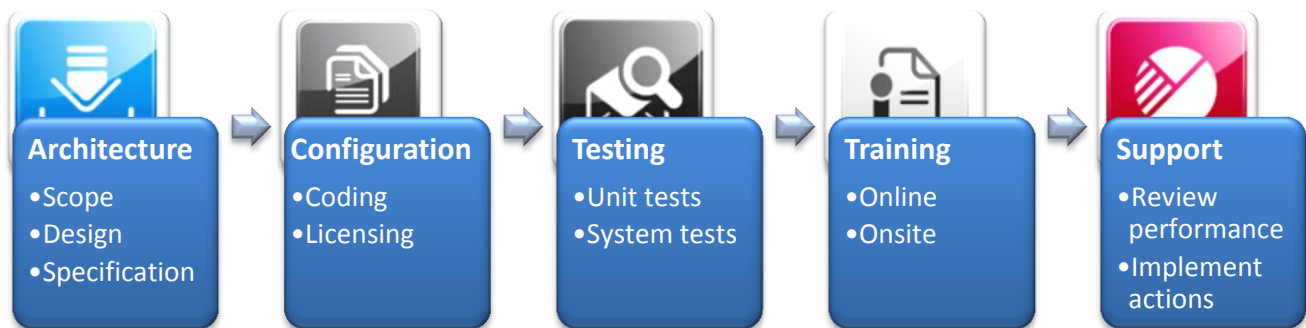 Architecture
•Scope
•Design
•Specification
Configuration
•Coding
•Licensing
Testing
•Unit tests
•System tests
Training
•Online
•Onsite
Support
•Review
performance
•Implement
actions